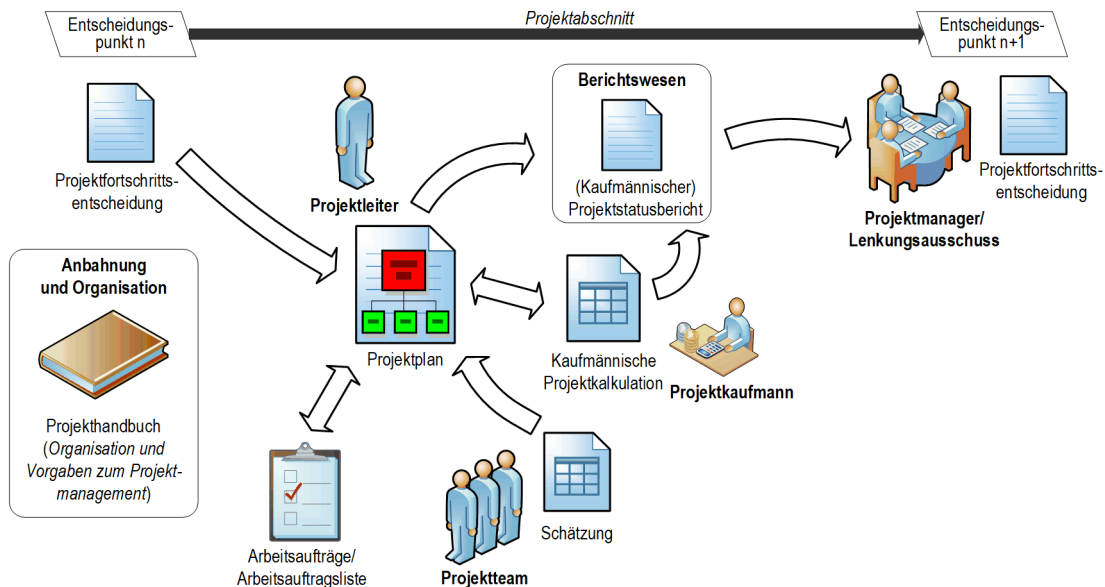 Entscheidungs-
punkt n
Projektabschnitt
Entscheidungs-
punkt n+1
Projektfortschritts-
entscheidung
Projektleiter
Berichtswesen
(Kaufmännischer)
Projektstatusbericht
Projektmanager/
Lenkungsausschuss
Projektfortschritts-
entscheidung
Anbahnung
und Organisation
Projekthandbuch
(Organisation und
Vorgaben zum Projekt-
management)
Projektplan
Kaufmännische
Projektkalkulation
Projektkaufmann
Arbeitsaufträge/
Arbeitsauftragsliste
Projektteam
Schätzung